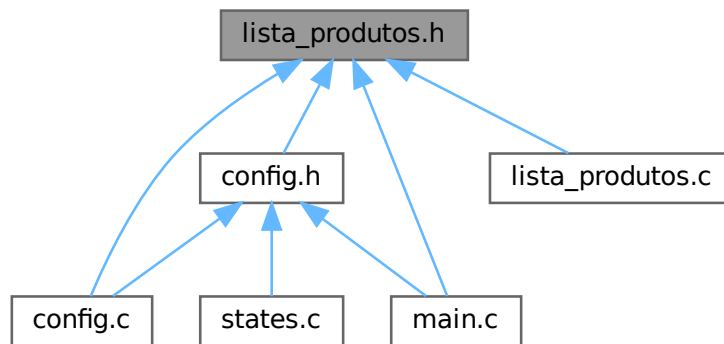 lista_produtos.h
config.h
lista_produtos.c
config.c
states.c
main.c